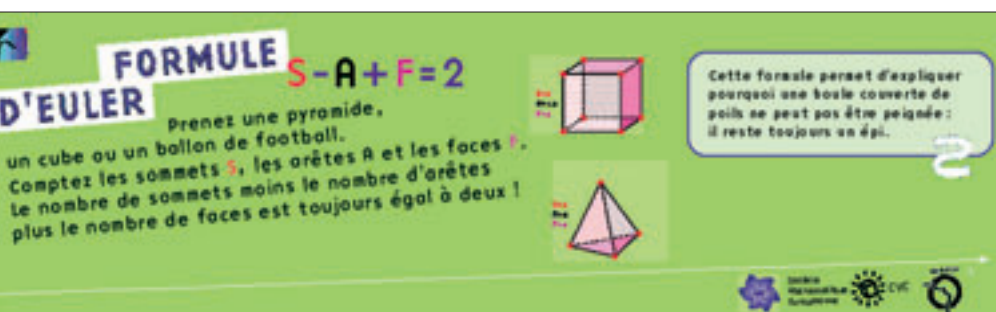 FORMULE
D'EULER
S-A+F=2
Prenez une pyramide,
un cube ou un ballon de football.
Comptez les sommets S, les arêtes A et les faces F.
Le nombre de sommets moins le nombre d'arêtes
plus le nombre de faces est toujours égal à deux !
Cette formule permet d'expliquer
pourquoi une boule couverte de
poils ne peut pas être peignée :
il reste toujours un épi.